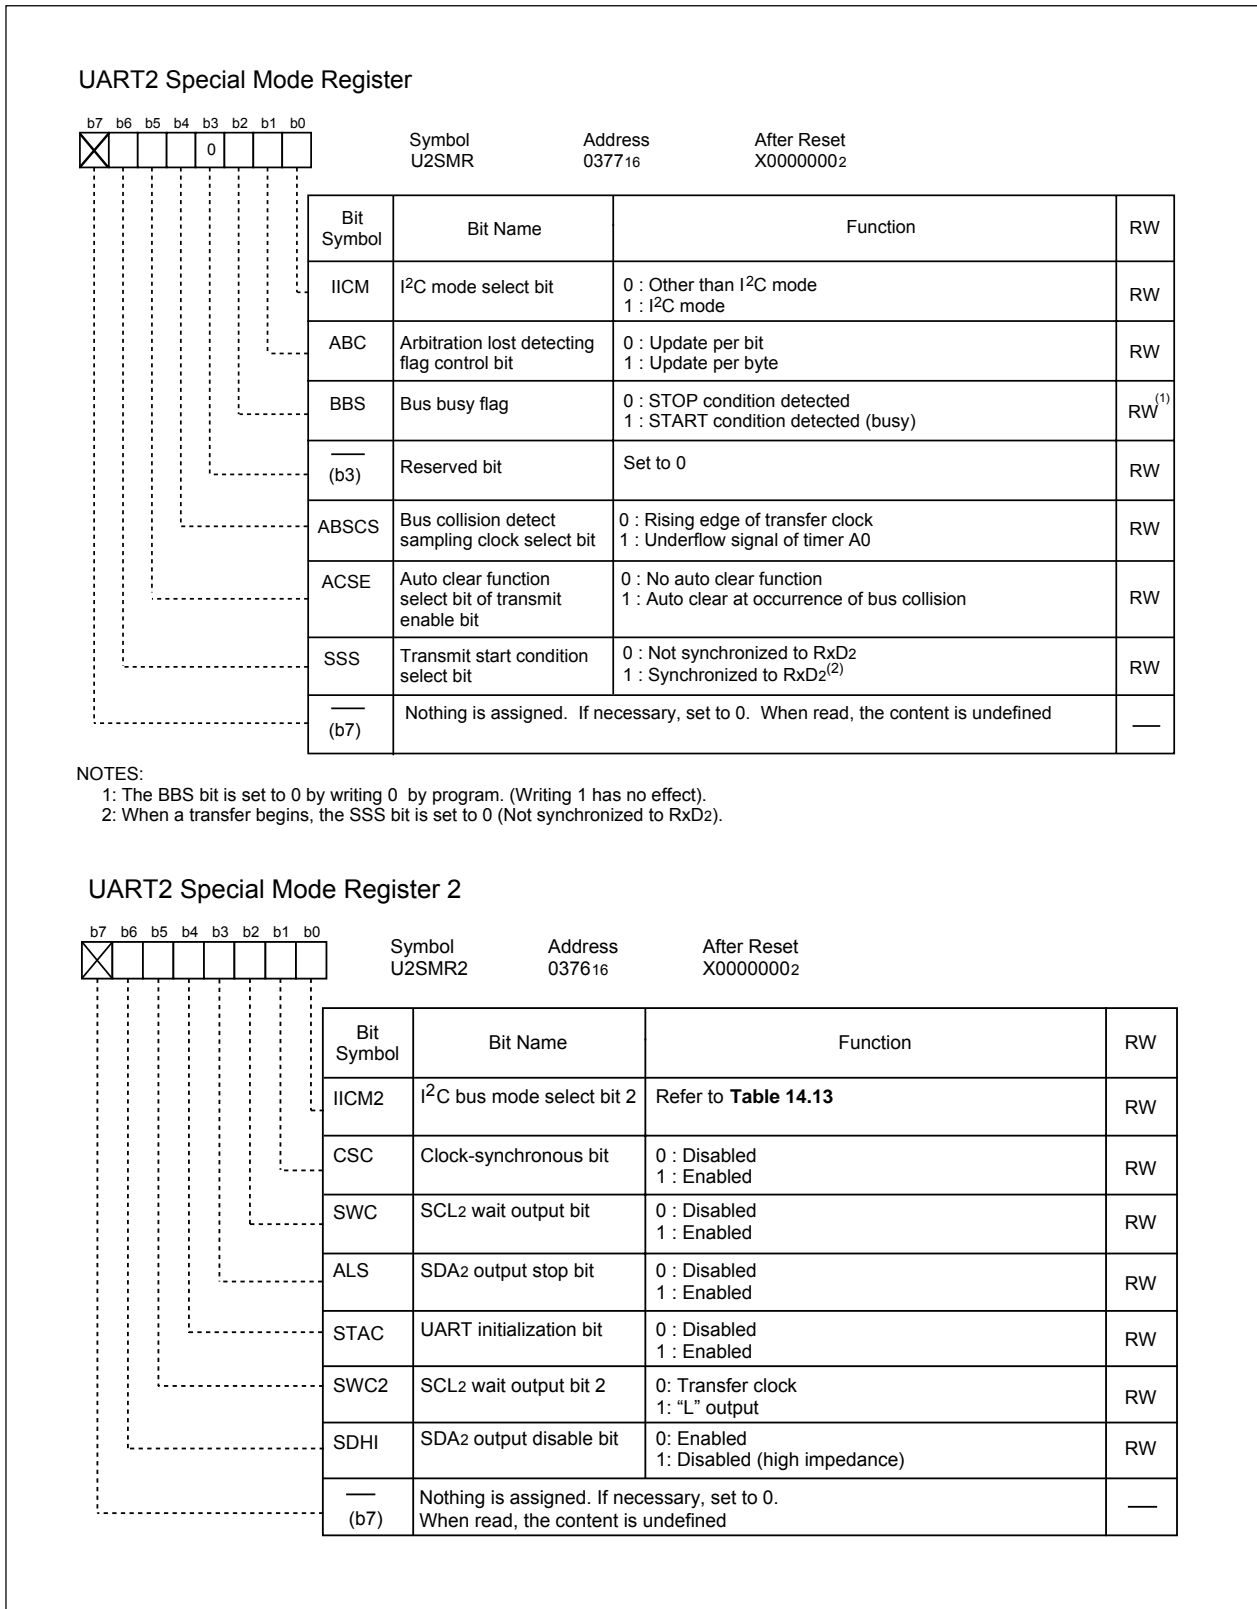 UART2 Special Mode Register
b7 b6 b5 b4 b3 b2 b1 b0
0
Symbol Address After Reset
U2SMR 037716 X00000002
Bit Symbol Bit Name Function RW
IICM I2C mode select bit 0 : Other than I2C mode
1 : I2C mode RW
ABC Arbitration lost detecting flag control bit 0 : Update per bit
1 : Update per byte RW
BBS Bus busy flag 0 : STOP condition detected
1 : START condition detected (busy) RW(1)
(b3) Reserved bit Set to 0 RW
ABSCS Bus collision detect sampling clock select bit 0 : Rising edge of transfer clock
1 : Underflow signal of timer A0 RW
ACSE Auto clear function select bit of transmit enable bit 0 : No auto clear function
1 : Auto clear at occurrence of bus collision RW
SSS Transmit start condition select bit 0 : Not synchronized to RxD2
1 : Synchronized to RxD2(2) RW
(b7) Nothing is assigned. If necessary, set to 0. When read, the content is undefined —
NOTES:
1: The BBS bit is set to 0 by writing 0 by program. (Writing 1 has no effect).
2: When a transfer begins, the SSS bit is set to 0 (Not synchronized to RxD2).
UART2 Special Mode Register 2
b7 b6 b5 b4 b3 b2 b1 b0
Symbol Address After Reset
U2SMR2 037616 X00000002
Bit Symbol Bit Name Function RW
IICM2 I2C bus mode select bit 2 Refer to Table 14.13 RW
CSC Clock-synchronous bit 0 : Disabled
1 : Enabled RW
SWC SCL2 wait output bit 0 : Disabled
1 : Enabled RW
ALS SDA2 output stop bit 0 : Disabled
1 : Enabled RW
STAC UART initialization bit 0 : Disabled
1 : Enabled RW
SWC2 SCL2 wait output bit 2 0: Transfer clock
1: “L” output RW
SDHI SDA2 output disable bit 0: Enabled
1: Disabled (high impedance) RW
(b7) Nothing is assigned. If necessary, set to 0.
When read, the content is undefined —